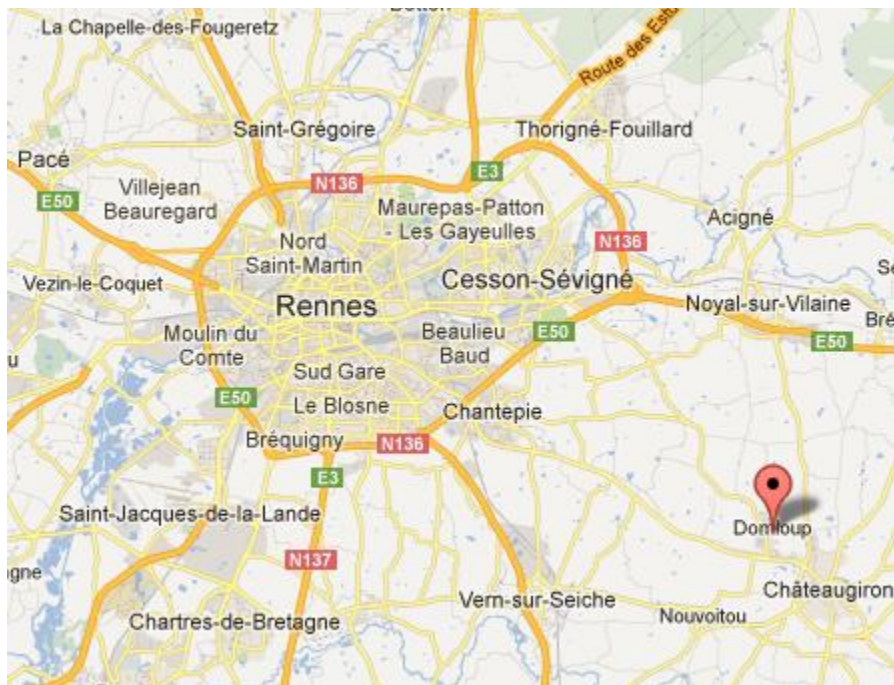 La Chapelle-des-Fougeretz
Route des Estu
Saint-Grégoire
Thorigné-Fouillard
Pacé
E3
N136
Villejean
Beauregard
E50
Maurepas-Patton
- Les Gayeulles
Acigné
Nord
Saint-Martin
N136
Vezin-le-Coquet
Cesson-Sévigné
Rennes
Noyal-sur-Vilaine
Moulin du
Comte
Beaulieu
Baud
E50
E50
Sud Gare
E50
Le Blosne
Chantepie
Bréquigny
N136
E3
Saint-Jacques-de-la-Lande
Domloup
N137
Châteaugiron
Vern-sur-Seiche
Nouvoitou
Chartres-de-Bretagne